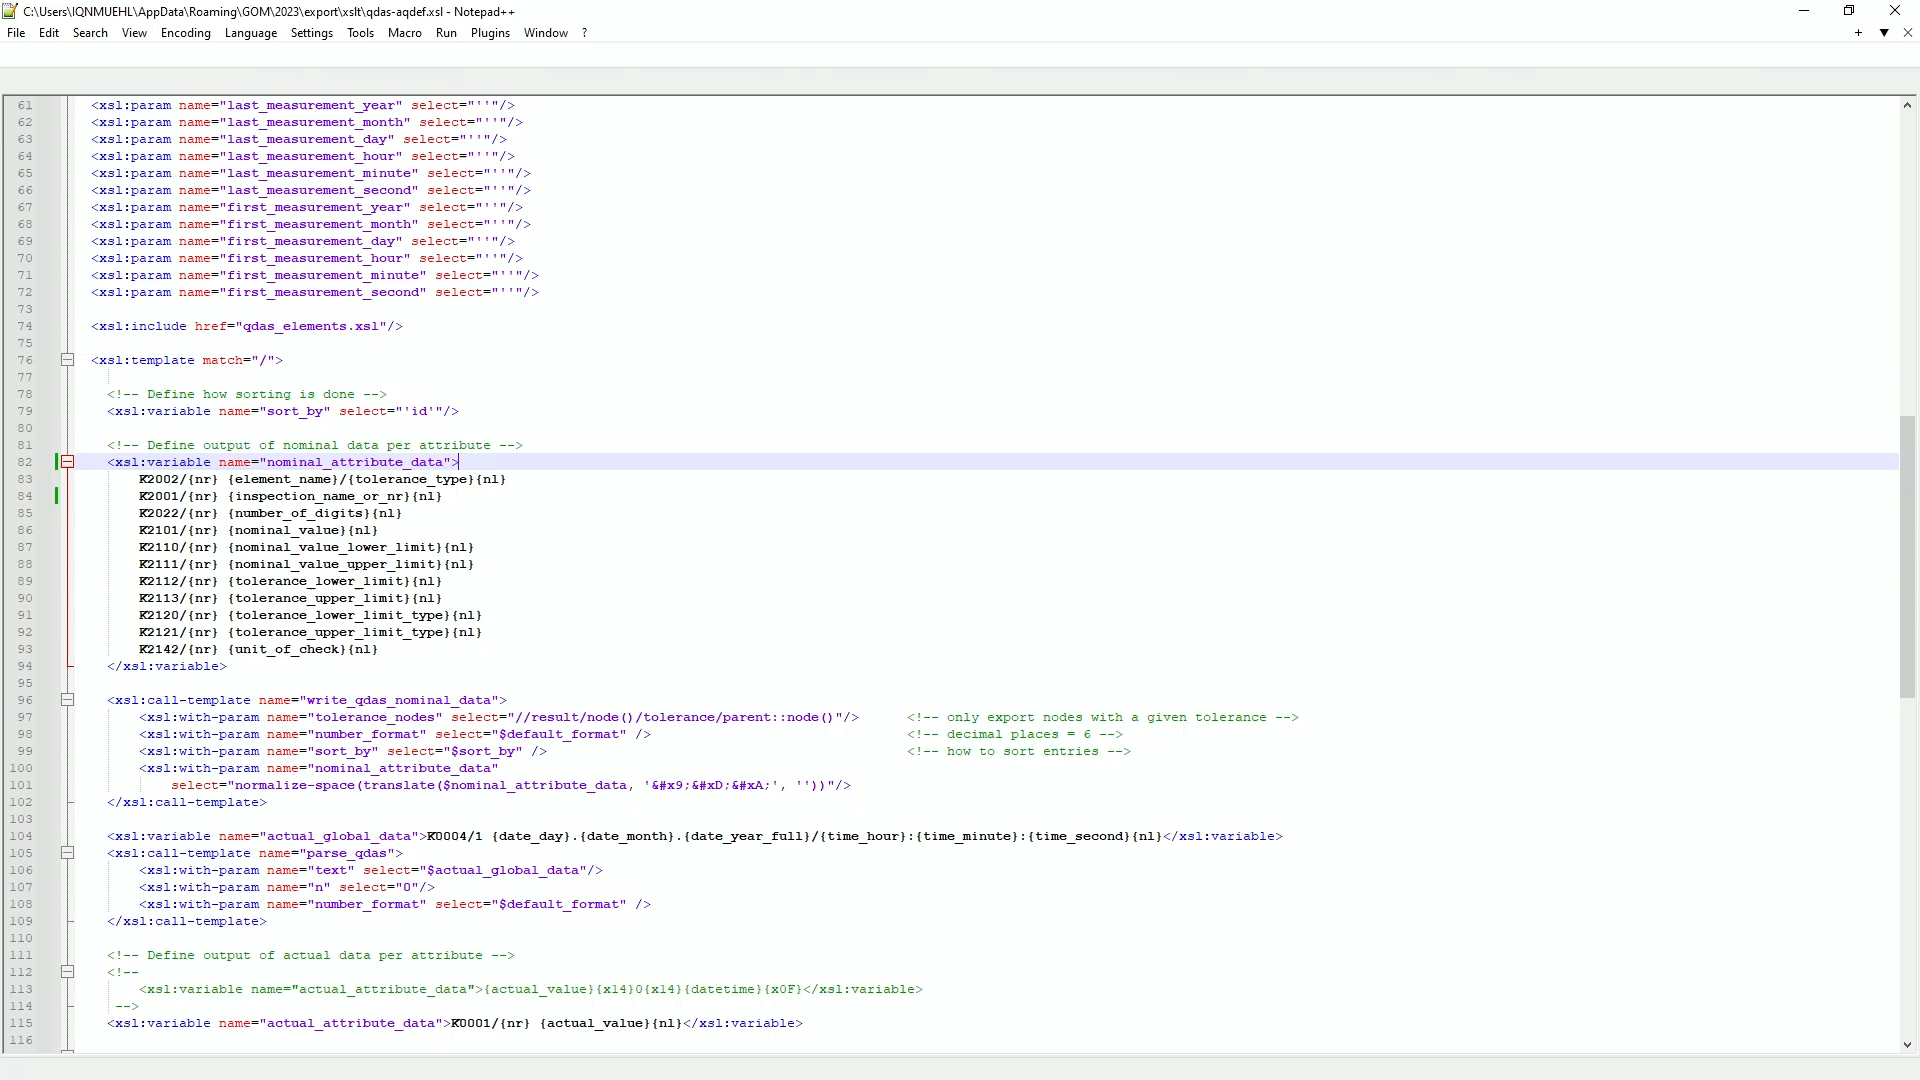 C:\Users\IQNMUEHL\AppData\Roaming\GOM\2023\export\xslt\qdas-aqdef.xsl - Notepad++
File Edit Search View Encoding Language Settings Tools Macro Run Plugins Window ?
61 <xsl:param name="last_measurement_year" select="''"/>
62 <xsl:param name="last_measurement_month" select="''"/>
63 <xsl:param name="last_measurement_day" select="''"/>
64 <xsl:param name="last_measurement_hour" select="''"/>
65 <xsl:param name="last_measurement_minute" select="''"/>
66 <xsl:param name="last_measurement_second" select="''"/>
67 <xsl:param name="first_measurement_year" select="''"/>
68 <xsl:param name="first_measurement_month" select="''"/>
69 <xsl:param name="first_measurement_day" select="''"/>
70 <xsl:param name="first_measurement_hour" select="''"/>
71 <xsl:param name="first_measurement_minute" select="''"/>
72 <xsl:param name="first_measurement_second" select="''"/>
73
74 <xsl:include href="qdas_elements.xsl"/>
75
76 <xsl:template match="/">
77
78 <!-- Define how sorting is done -->
79 <xsl:variable name="sort_by" select="'id'"/>
80
81 <!-- Define output of nominal data per attribute -->
82 <xsl:variable name="nominal_attribute_data">
83 K2002/{nr} {element_name}/{tolerance_type}{nl}
84 K2001/{nr} {inspection_name_or_nr}{nl}
85 K2022/{nr} {number_of_digits}{nl}
86 K2101/{nr} {nominal_value}{nl}
87 K2110/{nr} {nominal_value_lower_limit}{nl}
88 K2111/{nr} {nominal_value_upper_limit}{nl}
89 K2112/{nr} {tolerance_lower_limit}{nl}
90 K2113/{nr} {tolerance_upper_limit}{nl}
91 K2120/{nr} {tolerance_lower_limit_type}{nl}
92 K2121/{nr} {tolerance_upper_limit_type}{nl}
93 K2142/{nr} {unit_of_check}{nl}
94 </xsl:variable>
95
96 <xsl:call-template name="write_qdas_nominal_data">
97 <xsl:with-param name="tolerance_nodes" select="//result/node()/tolerance/parent::node()"/> <!-- only export nodes with a given tolerance -->
98 <xsl:with-param name="number_format" select="$default_format" /> <!-- decimal places = 6 -->
99 <xsl:with-param name="sort_by" select="$sort_by" /> <!-- how to sort entries -->
100 <xsl:with-param name="nominal_attribute_data"
101 select="normalize-space(translate($nominal_attribute_data, '&#x9;&#xD;&#xA;', ''))"/>
102 </xsl:call-template>
103
104 <xsl:variable name="actual_global_data">K0004/1 {date_day}.{date_month}.{date_year_full}/{time_hour}:{time_minute}:{time_second}{nl}</xsl:variable>
105 <xsl:call-template name="parse_qdas">
106 <xsl:with-param name="text" select="$actual_global_data"/>
107 <xsl:with-param name="n" select="0"/>
108 <xsl:with-param name="number_format" select="$default_format" />
109 </xsl:call-template>
110
111 <!-- Define output of actual data per attribute -->
112 <!--
113 <xsl:variable name="actual_attribute_data">{actual_value}{x14}0{x14}{datetime}{x0F}</xsl:variable>
114 -->
115 <xsl:variable name="actual_attribute_data">K0001/{nr} {actual_value}{nl}</xsl:variable>
116